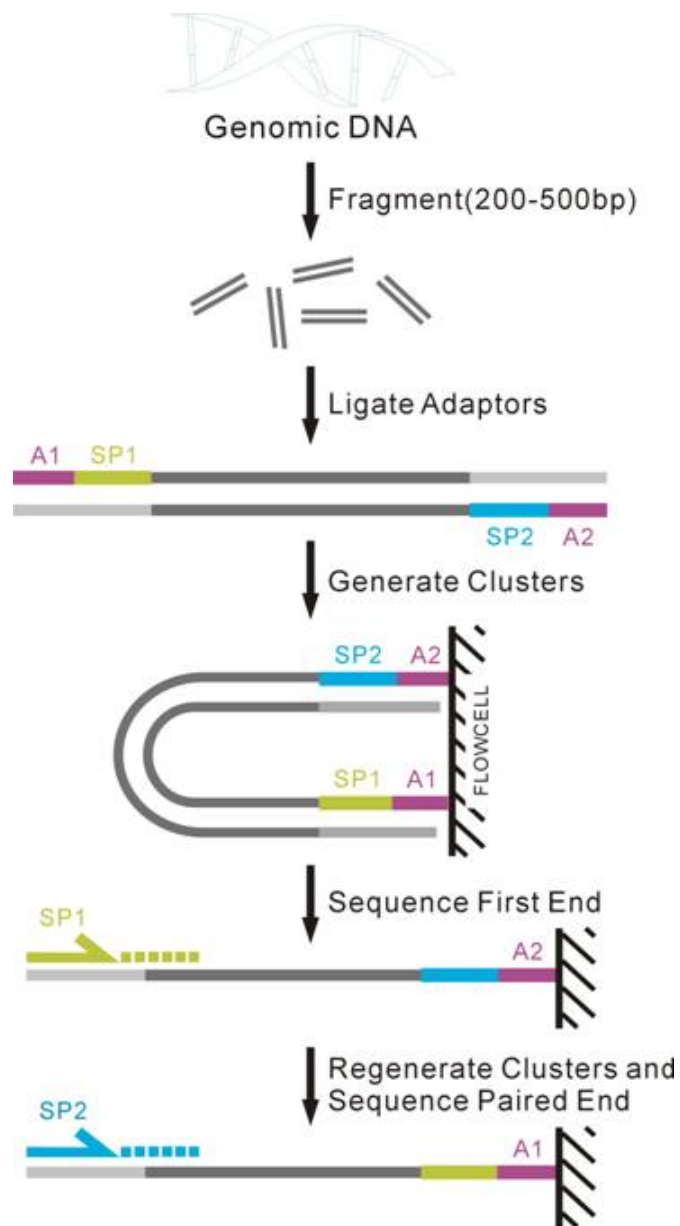 Genomic DNA
Fragment(200-500bp)
Ligate Adaptors
A1 SP1
SP2 A2
Generate Clusters
SP2 A2
FLOWCELL
SP1 A1
Sequence First End
SP1
A2
Regenerate Clusters and
Sequence Paired End
SP2
A1